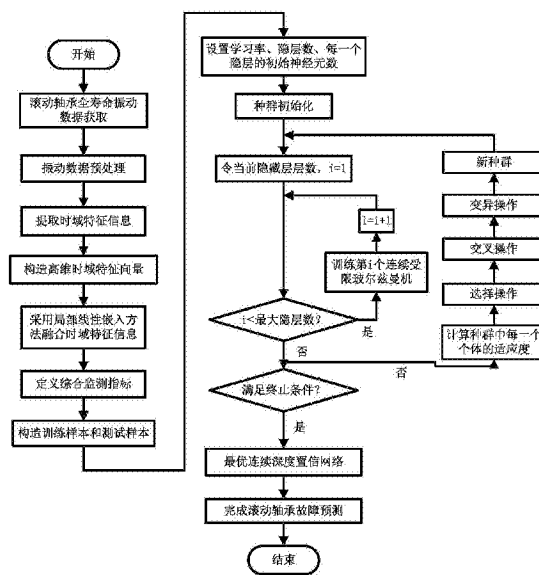 开始
滚动轴承全寿命振动
数据获取
振动数据预处理
提取时域特征信息
构造高维时域特征向量
采用局部线性嵌入方
法融合时域特征信息
定义综合监测指标
构造训练样本和测试样本
设置学习率、隐层数、每一个
隐层的初始神经元数
种群初始化
令当前隐藏层层数，i=1
i=i+1
训练第i个连续受
限玻尔兹曼机
i<最大隐层数？
是
否
满足终止条件？
否
是
最优连续深度置信网络
完成滚动轴承故障预测
结束
新种群
变异操作
交叉操作
选择操作
计算种群中每一个
个体的适应度